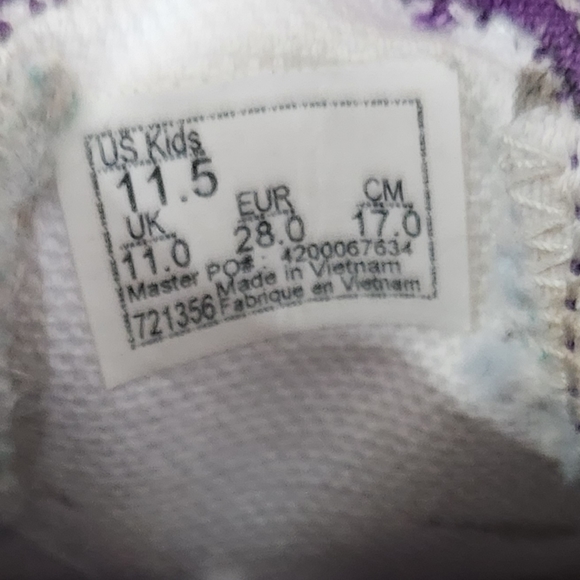 US Kids
11.5
UK EUR CM
11.0 28.0 17.0
Master PO#: 4200067634
Made in Vietnam
721356 Fabrique en Vietnam